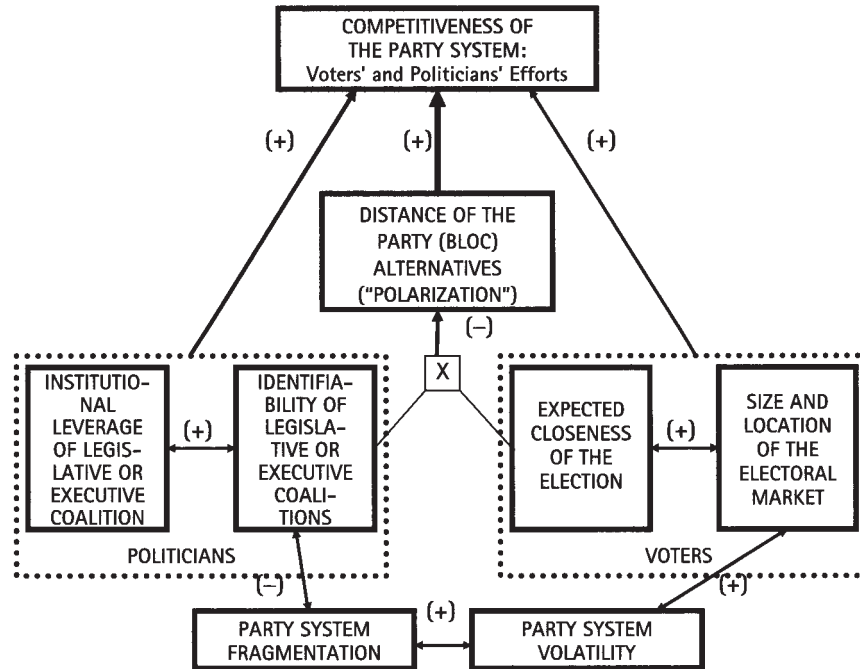 COMPETITIVENESS OF
THE PARTY SYSTEM:
Voters' and Politicians' Efforts
(+)
(+)
(+)
DISTANCE OF THE
PARTY (BLOC)
ALTERNATIVES
("POLARIZATION")
(–)
X
INSTITUTIO-
NAL
LEVERAGE
OF LEGIS-
LATIVE OR
EXECUTIVE
COALITION
(+)
IDENTIFIA-
BILITY OF
LEGISLA-
TIVE OR
EXECUTIVE
COALI-
TIONS
POLITICIANS
EXPECTED
CLOSENESS
OF THE
ELECTION
(+)
SIZE AND
LOCATION
OF THE
ELECTORAL
MARKET
VOTERS
(–)
(+)
(+)
PARTY SYSTEM
FRAGMENTATION
PARTY SYSTEM
VOLATILITY